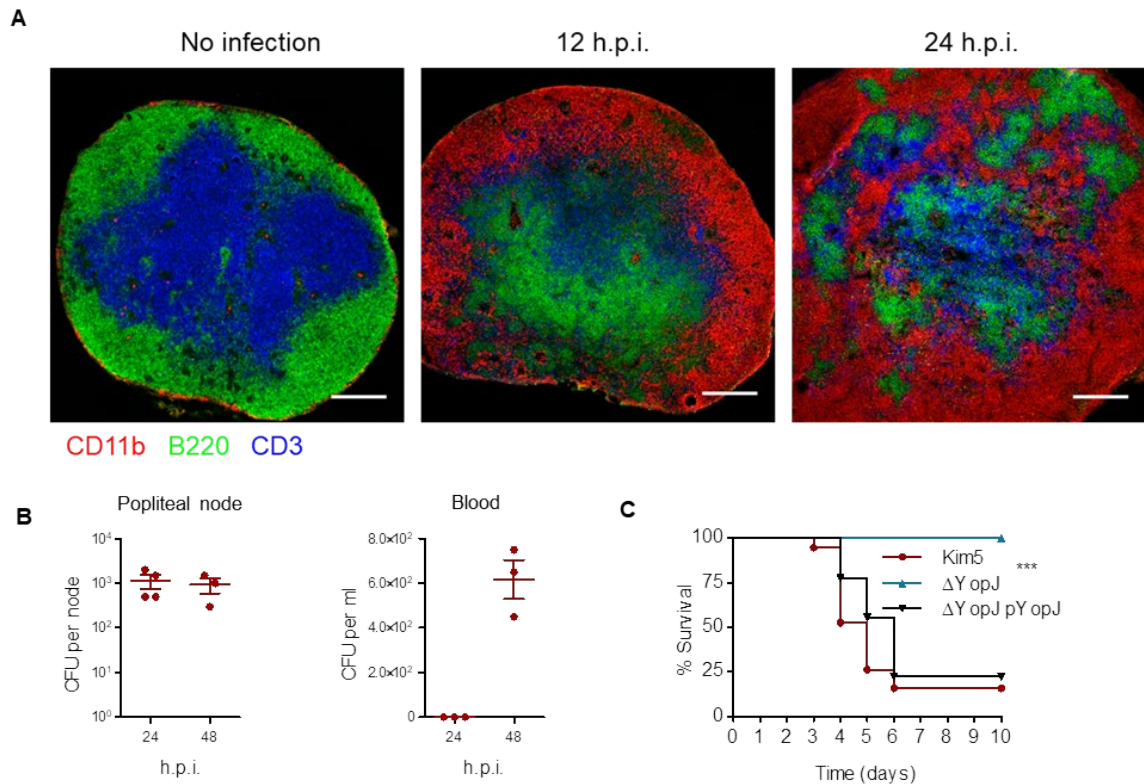 A
No infection
12 h.p.i.
24 h.p.i.
CD11b B220 CD3
B
Popliteal node
CFU per node
10⁴
10³
10²
10¹
10⁰
24 48
h.p.i.
Blood
CFU per ml
8.0×10²
6.0×10²
4.0×10²
2.0×10²
0
24 48
h.p.i.
C
% Survival
100
75
50
25
0
Kim5
ΔY opJ
ΔY opJ pY opJ
***
0 1 2 3 4 5 6 7 8 9 10
Time (days)